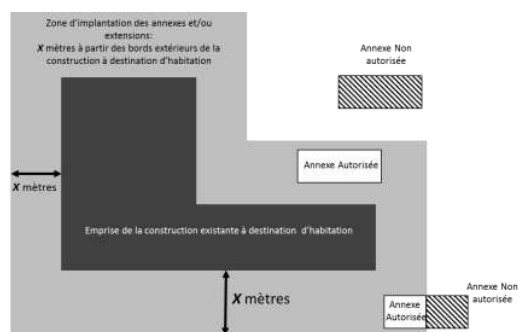 Zone d'implantation des annexes et/ou
extensions:
X mètres à partir des bords extérieurs de la
construction à destination d'habitation
Annexe Non
autorisée
Annexe Autorisée
X mètres
Emprise de la construction existante à destination d'habitation
X mètres
Annexe
Autorisée
Annexe Non
autorisée